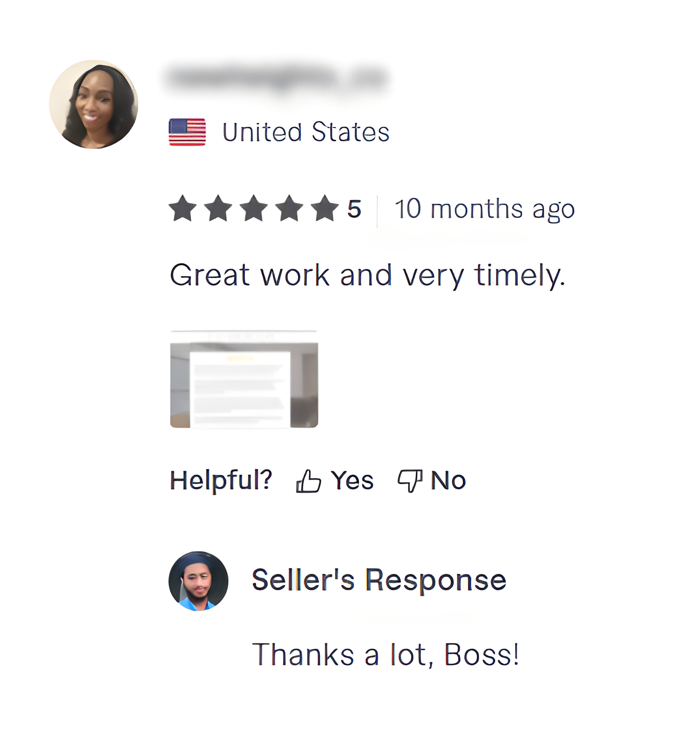 United States
5 10 months ago
Great work and very timely.
Helpful? Yes No
Seller's Response
Thanks a lot, Boss!